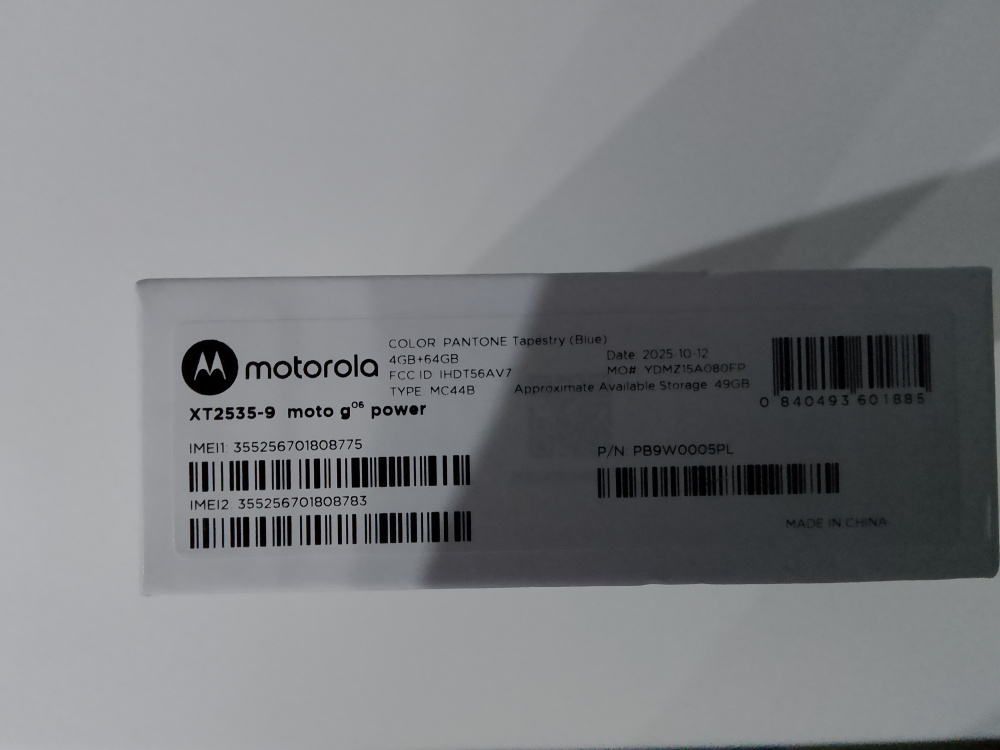 motorola
COLOR PANTONE Tapestry (Blue)
4GB+64GB
FCC ID IHDT56AV7
TYPE MC44B
Date 2025-10-12
MO# YDMZ15A080FP
Approximate Available Storage 49GB
0 840493 601885
XT2535-9 moto g06 power
IMEI1: 355256701808775
IMEI2: 355256701808783
P/N PB9W0005PL
MADE IN CHINA